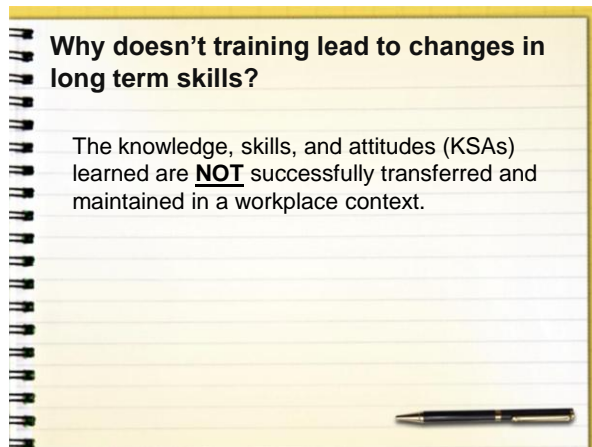 Why doesn’t training lead to changes in
long term skills?
The knowledge, skills, and attitudes (KSAs)
learned are NOT successfully transferred and
maintained in a workplace context.